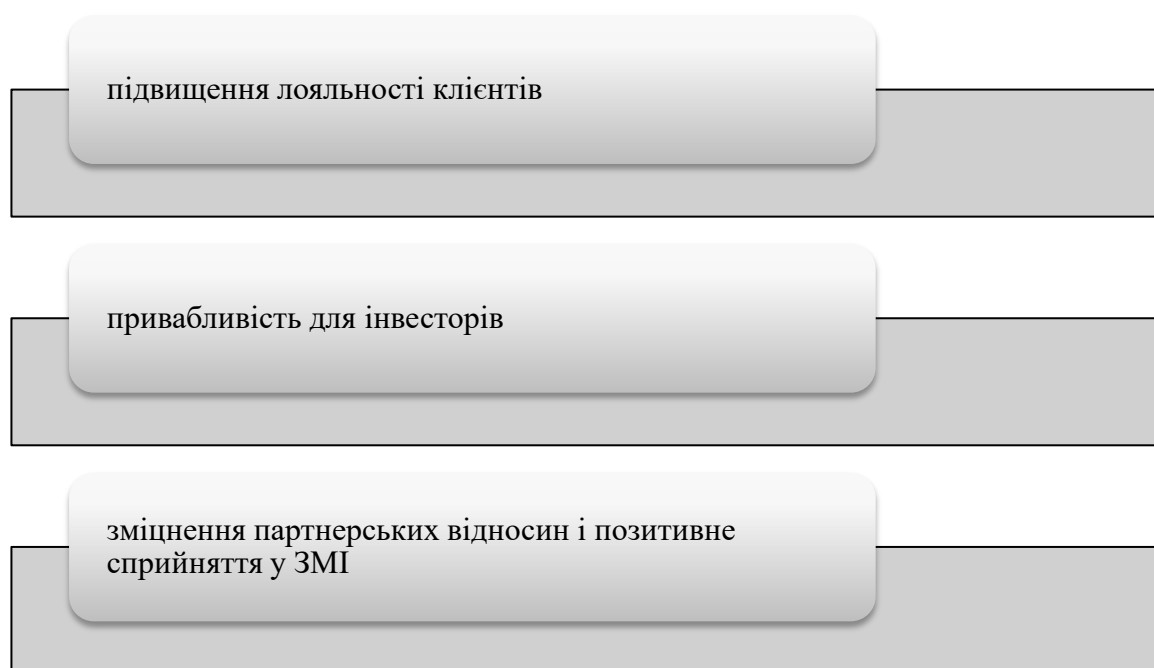 підвищення лояльності клієнтів
привабливість для інвесторів
зміцнення партнерських відносин і позитивне
сприйняття у ЗМІ